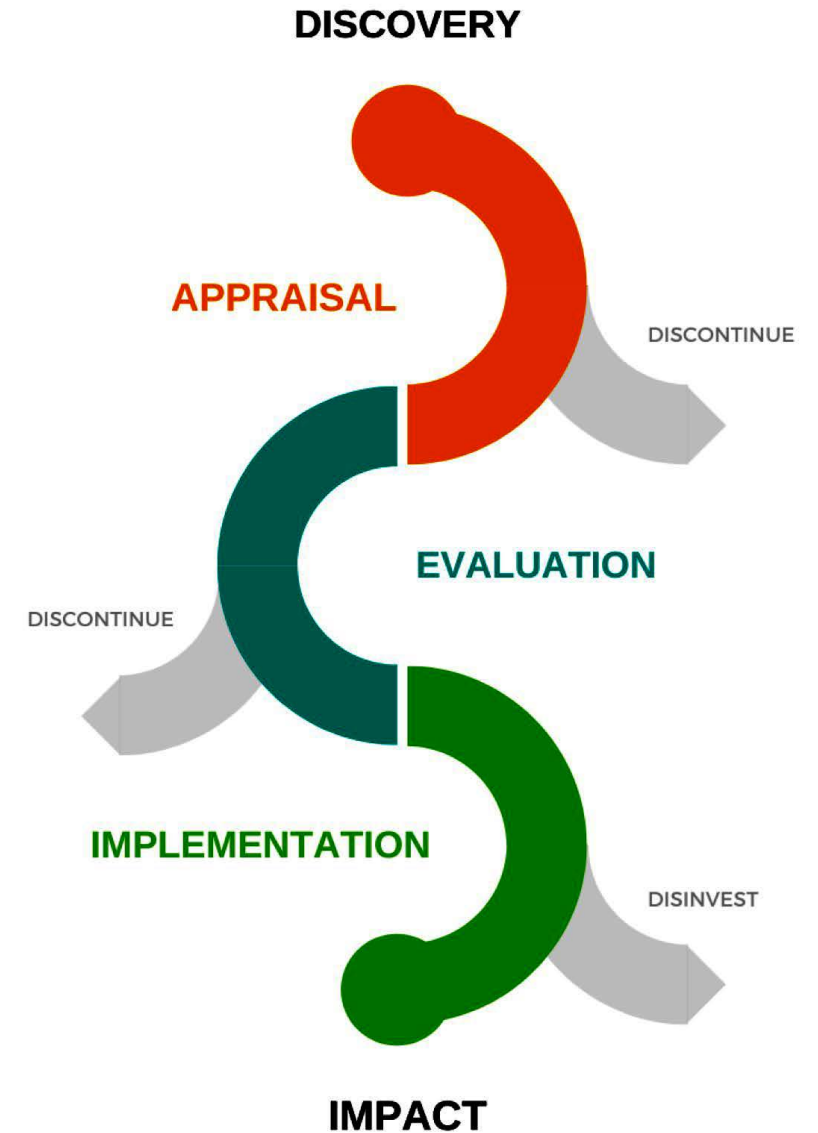 DISCOVERY
APPRAISAL
DISCONTINUE
EVALUATION
DISCONTINUE
IMPLEMENTATION
DISINVEST
IMPACT